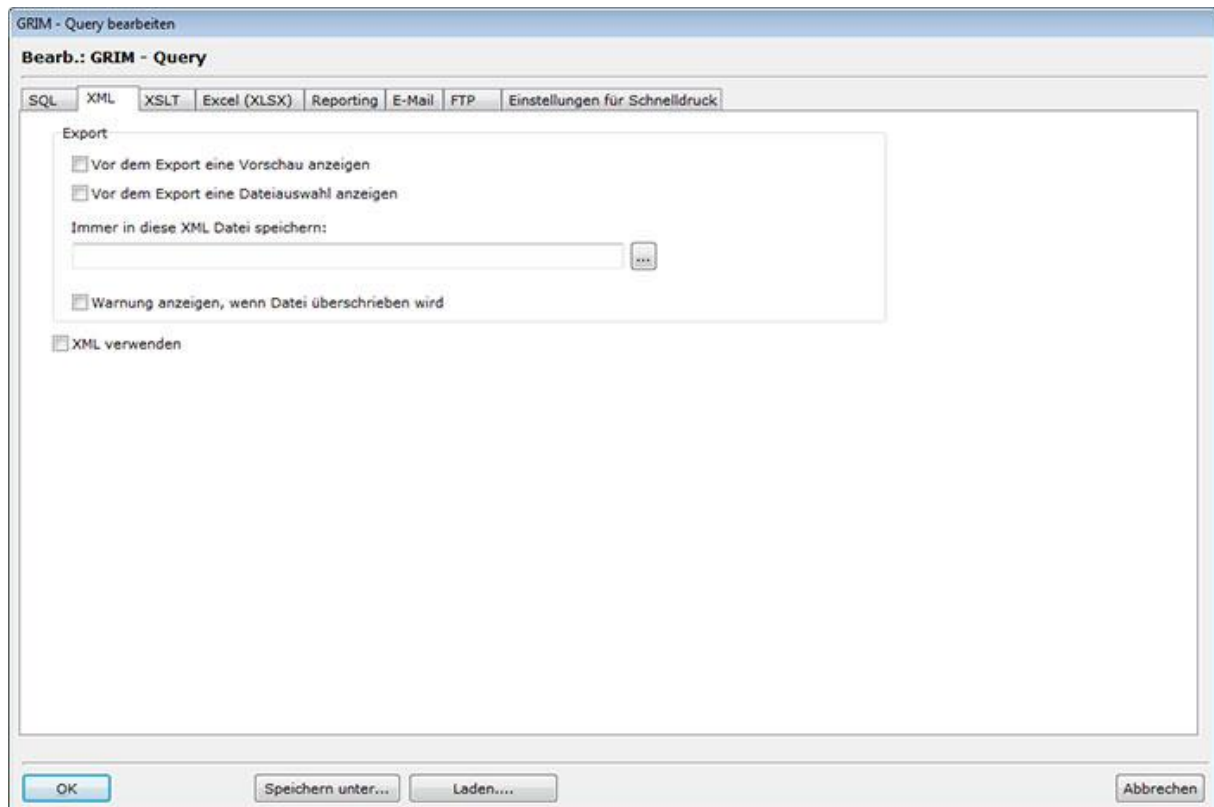 GRIM - Query bearbeiten
Bearb.: GRIM - Query
SQL XML XSLT Excel (XLSX) Reporting E-Mail FTP Einstellungen für Schnelldruck
Export
Vor dem Export eine Vorschau anzeigen
Vor dem Export eine Dateiauswahl anzeigen
Immer in diese XML Datei speichern:
...
Warnung anzeigen, wenn Datei überschrieben wird
XML verwenden
OK Speichern unter... Laden.... Abbrechen